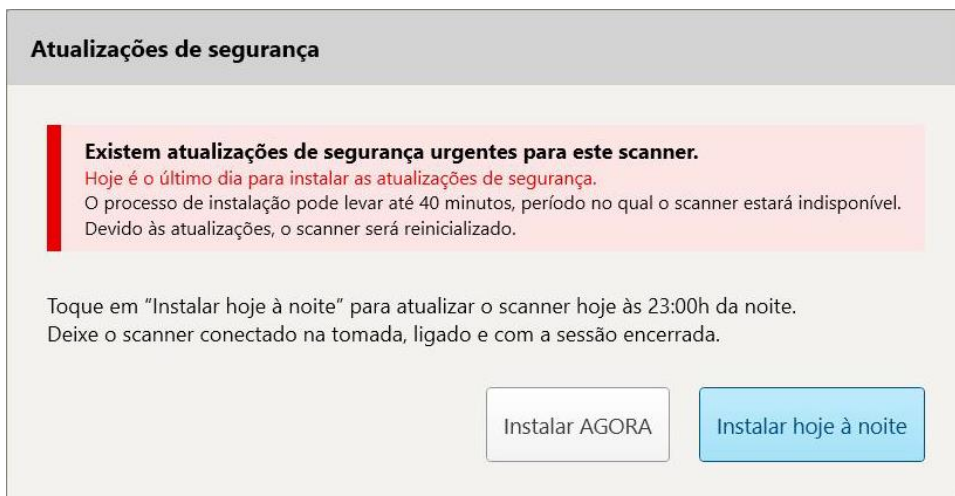 Atualizações de segurança
Existem atualizações de segurança urgentes para este scanner.
Hoje é o último dia para instalar as atualizações de segurança.
O processo de instalação pode levar até 40 minutos, período no qual o scanner estará indisponível.
Devido às atualizações, o scanner será reinicializado.
Toque em “Instalar hoje à noite” para atualizar o scanner hoje às 23:00h da noite.
Deixe o scanner conectado na tomada, ligado e com a sessão encerrada.
Instalar AGORA
Instalar hoje à noite